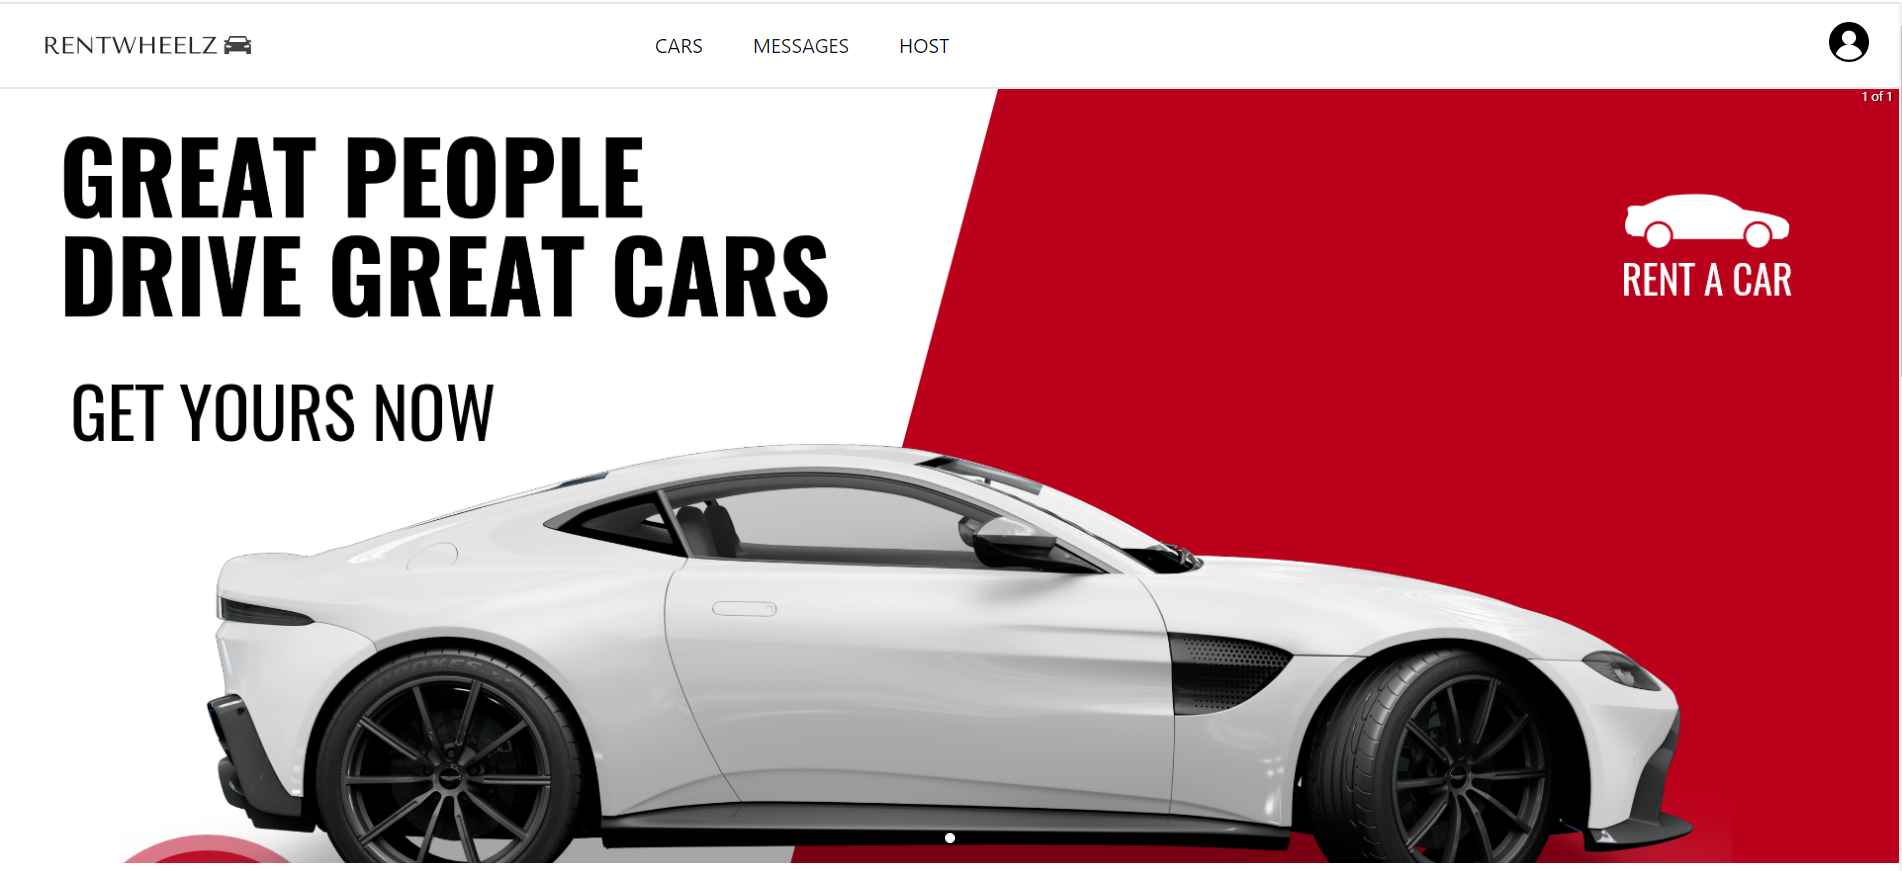 RENTWHEELZ
CARS
MESSAGES
HOST
1 of 1
GREAT PEOPLE
DRIVE GREAT CARS
RENT A CAR
GET YOURS NOW